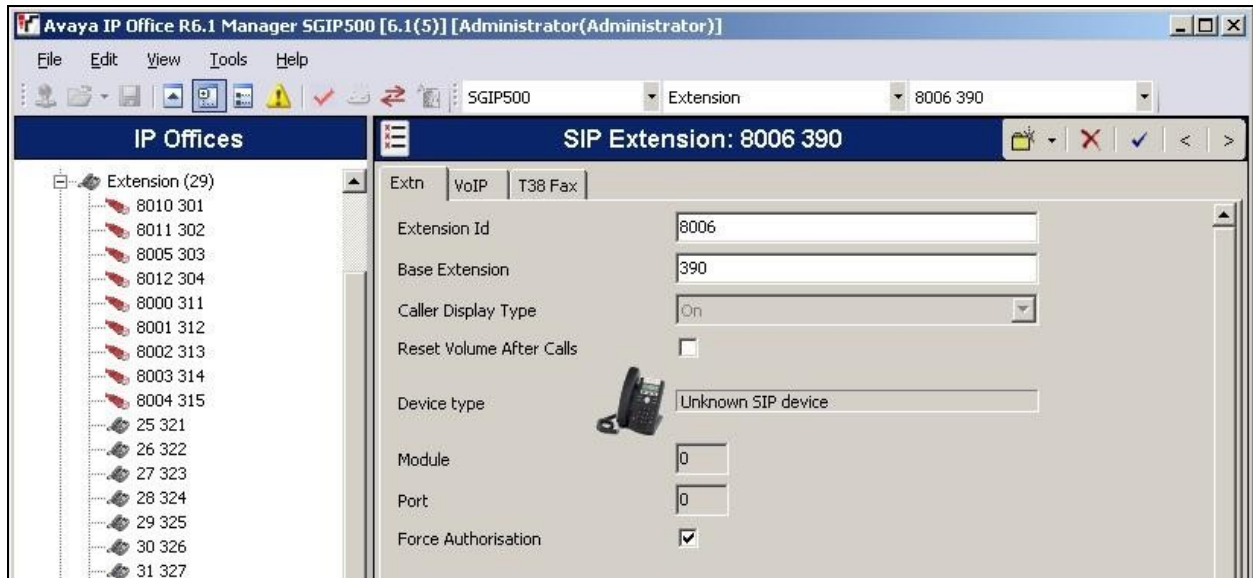 Avaya IP Office R6.1 Manager SGIP500 [6.1(5)] [Administrator(Administrator)]
File Edit View Tools Help
SGIP500 Extension 8006 390
IP Offices
Extension (29)
8010 301
8011 302
8005 303
8012 304
8000 311
8001 312
8002 313
8003 314
8004 315
25 321
26 322
27 323
28 324
29 325
30 326
31 327
SIP Extension: 8006 390
Extn VoIP T38 Fax
Extension Id 8006
Base Extension 390
Caller Display Type On
Reset Volume After Calls
Device type Unknown SIP device
Module 0
Port 0
Force Authorisation